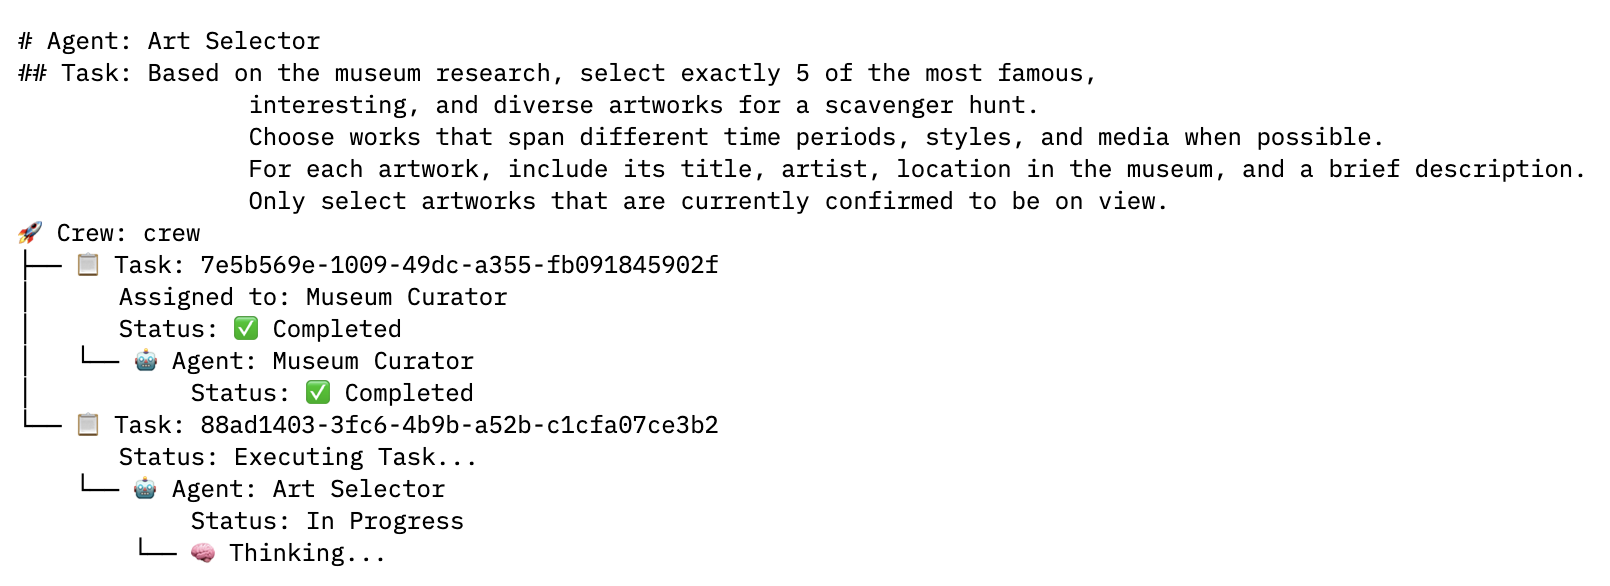 # Agent: Art Selector
## Task: Based on the museum research, select exactly 5 of the most famous,
interesting, and diverse artworks for a scavenger hunt.
Choose works that span different time periods, styles, and media when possible.
For each artwork, include its title, artist, location in the museum, and a brief description.
Only select artworks that are currently confirmed to be on view.
🚀 Crew: crew
├── 📋 Task: 7e5b569e-1009-49dc-a355-fb091845902f
│      Assigned to: Museum Curator
│      Status: ✅ Completed
│   └── 🤖 Agent: Museum Curator
│           Status: ✅ Completed
└── 📋 Task: 88ad1403-3fc6-4b9b-a52b-c1cfa07ce3b2
       Status: Executing Task...
    └── 🤖 Agent: Art Selector
            Status: In Progress
        └── 🧠 Thinking...